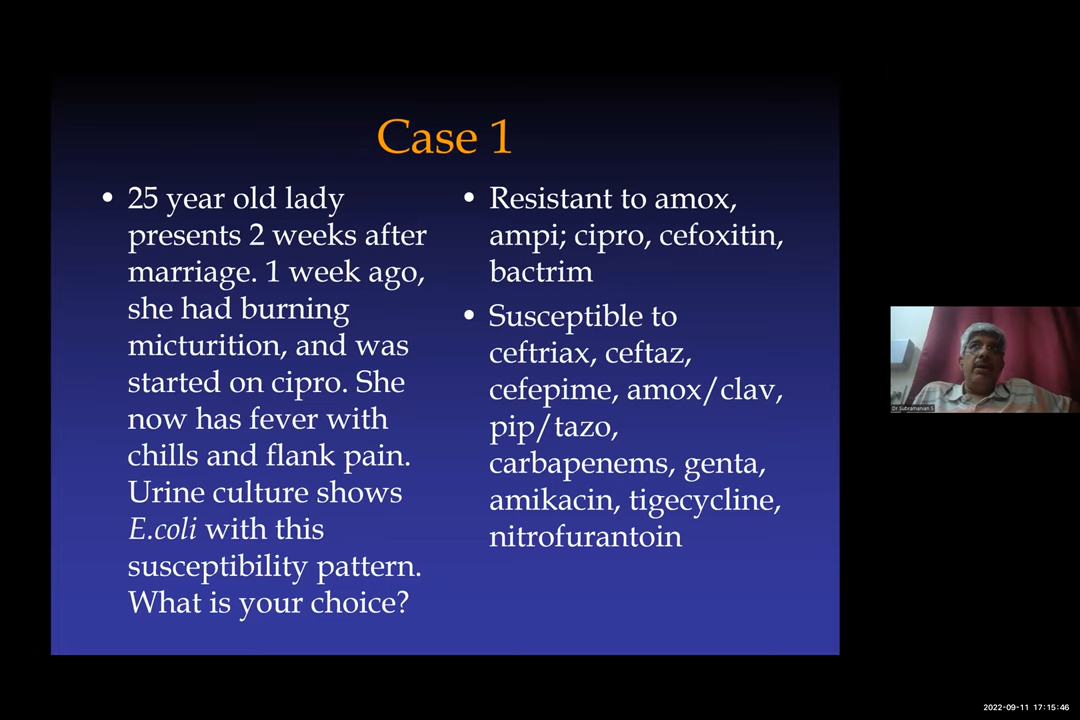 Case 1
• 25 year old lady
presents 2 weeks after
marriage. 1 week ago,
she had burning
micturition, and was
started on cipro. She
now has fever with
chills and flank pain.
Urine culture shows
E.coli with this
susceptibility pattern.
What is your choice?
• Resistant to amox,
ampi; cipro, cefoxitin,
bactrim
• Susceptible to
ceftriax, ceftaz,
cefepime, amox/clav,
pip/tazo,
carbapenems, genta,
amikacin, tigecycline,
nitrofurantoin
Dr Subramanian S
2022-09-11 17:15:46